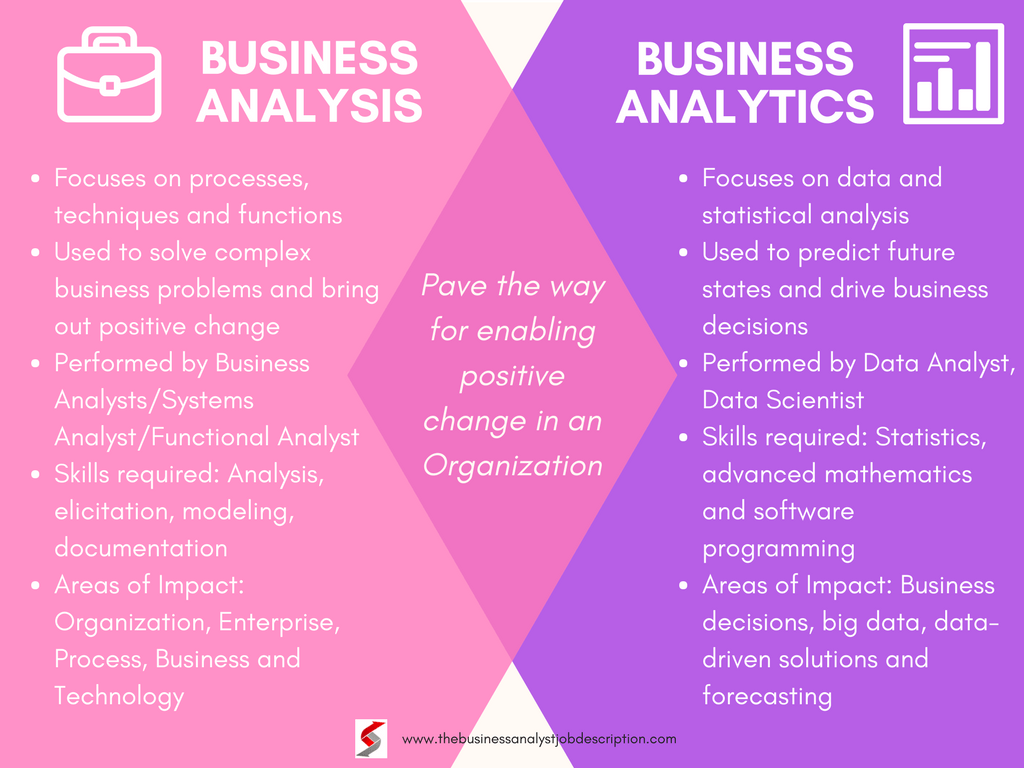 BUSINESS
ANALYSIS
Focuses on processes,
techniques and functions
Used to solve complex
business problems and bring
out positive change
Performed by Business
Analysts/Systems
Analyst/Functional Analyst
Skills required: Analysis,
elicitation, modeling,
documentation
Areas of Impact:
Organization, Enterprise,
Process, Business and
Technology
Pave the way
for enabling
positive
change in an
Organization
BUSINESS
ANALYTICS
Focuses on data and
statistical analysis
Used to predict future
states and drive business
decisions
Performed by Data Analyst,
Data Scientist
Skills required: Statistics,
advanced mathematics
and software
programming
Areas of Impact: Business
decisions, big data, data-
driven solutions and
forecasting
www.thebusinessanalystjobdescription.com